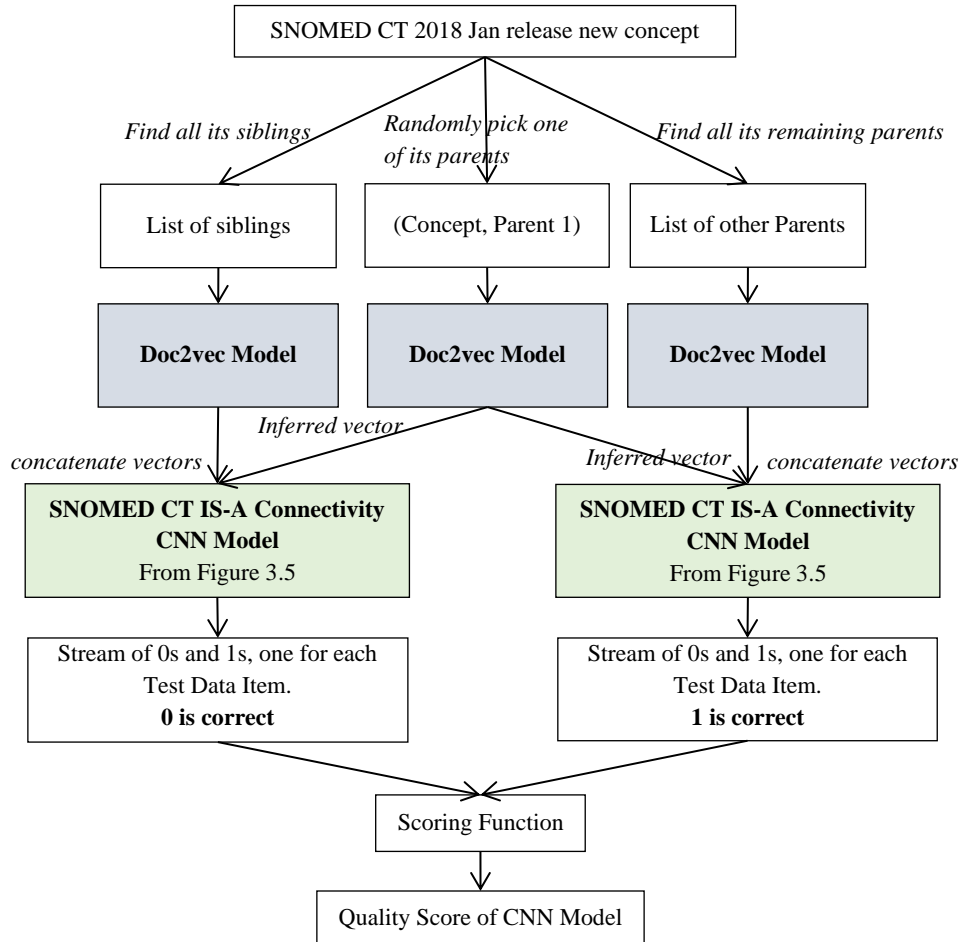 SNOMED CT 2018 Jan release new concept
Find all its siblings
Randomly pick one
of its parents
Find all its remaining parents
List of siblings
(Concept, Parent 1)
List of other Parents
Doc2vec Model
Doc2vec Model
Doc2vec Model
Inferred vector
Inferred vector
concatenate vectors
concatenate vectors
SNOMED CT IS-A Connectivity
CNN Model
From Figure 3.5
SNOMED CT IS-A Connectivity
CNN Model
From Figure 3.5
Stream of 0s and 1s, one for each
Test Data Item.
0 is correct
Stream of 0s and 1s, one for each
Test Data Item.
1 is correct
Scoring Function
Quality Score of CNN Model